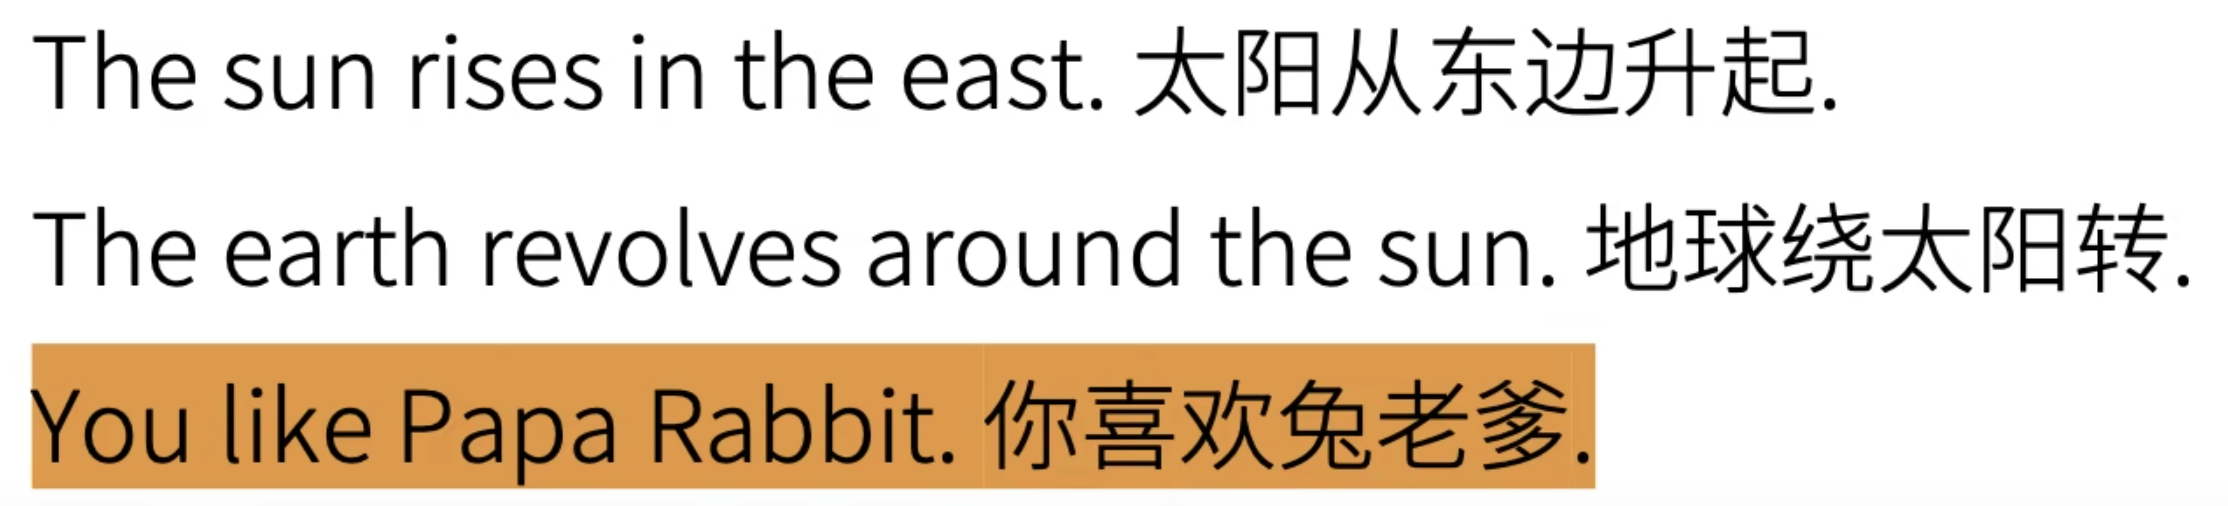 The sun rises in the east. 太阳从东边升起.
The earth revolves around the sun. 地球绕太阳转.
You like Papa Rabbit. 你喜欢兔老爹.